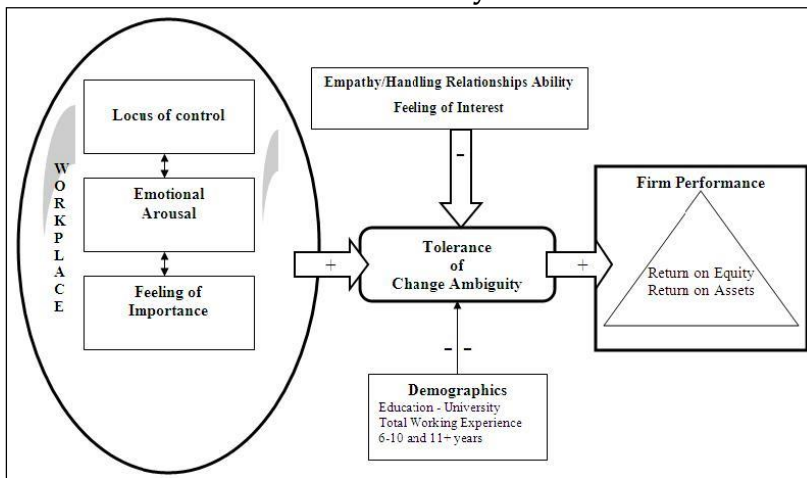 WORKPLACE
Locus of control
Emotional
Arousal
Feeling of
Importance
+
Empathy/Handling Relationships Ability
Feeling of Interest
-
Tolerance
of
Change Ambiguity
- -
Demographics
Education - University
Total Working Experience
6-10 and 11+ years
+
Firm Performance
Return on Equity
Return on Assets